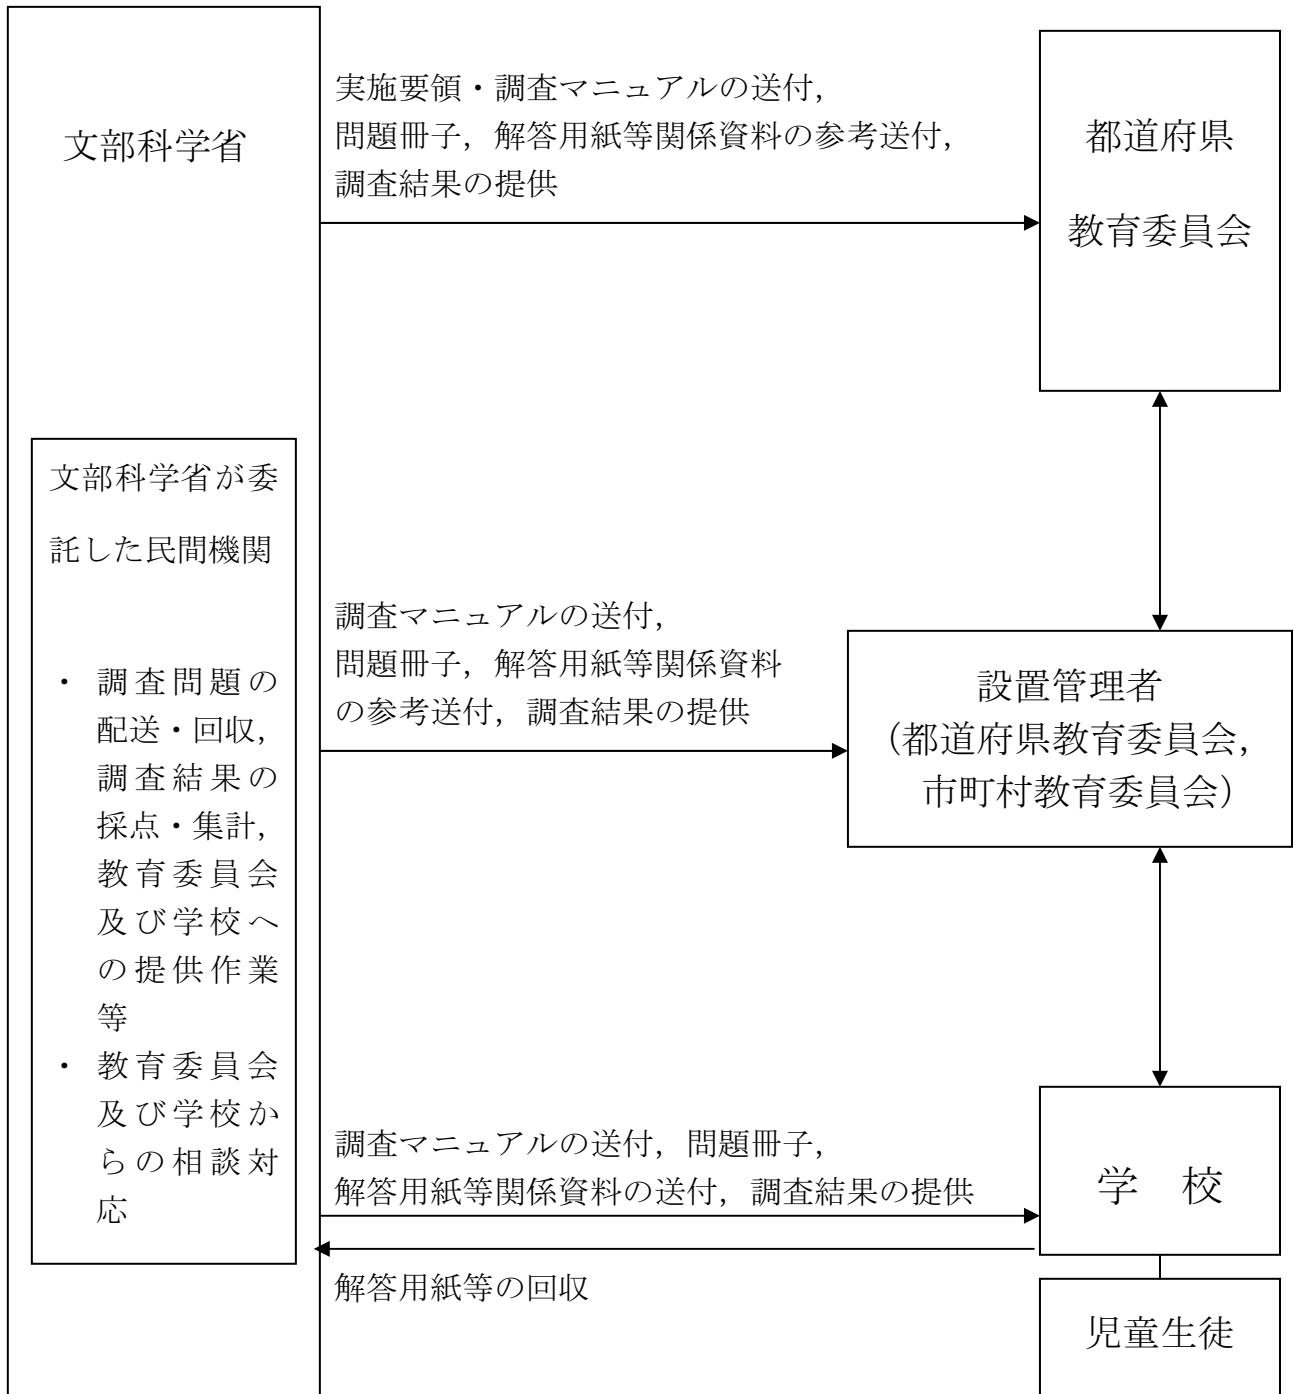 文部科学省
実施要領・調査マニュアルの送付，
問題冊子，解答用紙等関係資料の参考送付，
調査結果の提供
都道府県
教育委員会
文部科学省が委
託した民間機関
・ 調査問題の
配送・回収，
調査結果の
採点・集計，
教育委員会
及び学校へ
の提供作業
等
・ 教育委員会
及び学校か
らの相談対
応
調査マニュアルの送付，
問題冊子，解答用紙等関係資料
の参考送付，調査結果の提供
設置管理者
（都道府県教育委員会，
市町村教育委員会）
調査マニュアルの送付，問題冊子，
解答用紙等関係資料の送付，調査結果の提供
学　校
解答用紙等の回収
児童生徒